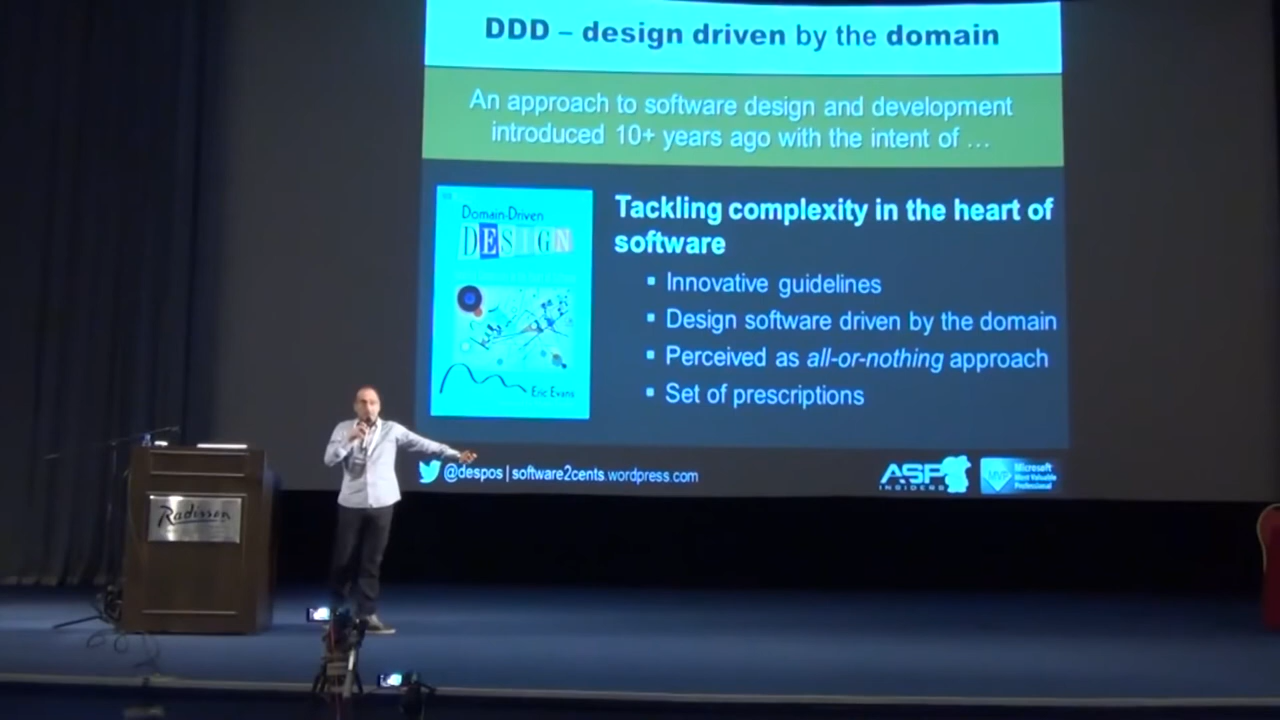 DDD – design driven by the domain
An approach to software design and development
introduced 10+ years ago with the intent of ...
Domain-Driven
DESIGN
Eric Evans
Tackling complexity in the heart of
software
▪ Innovative guidelines
▪ Design software driven by the domain
▪ Perceived as all-or-nothing approach
▪ Set of prescriptions
@despos | software2cents.wordpress.com
ASP
INSIDERS
MVP
Microsoft
Most Valuable
Professional
Radisson